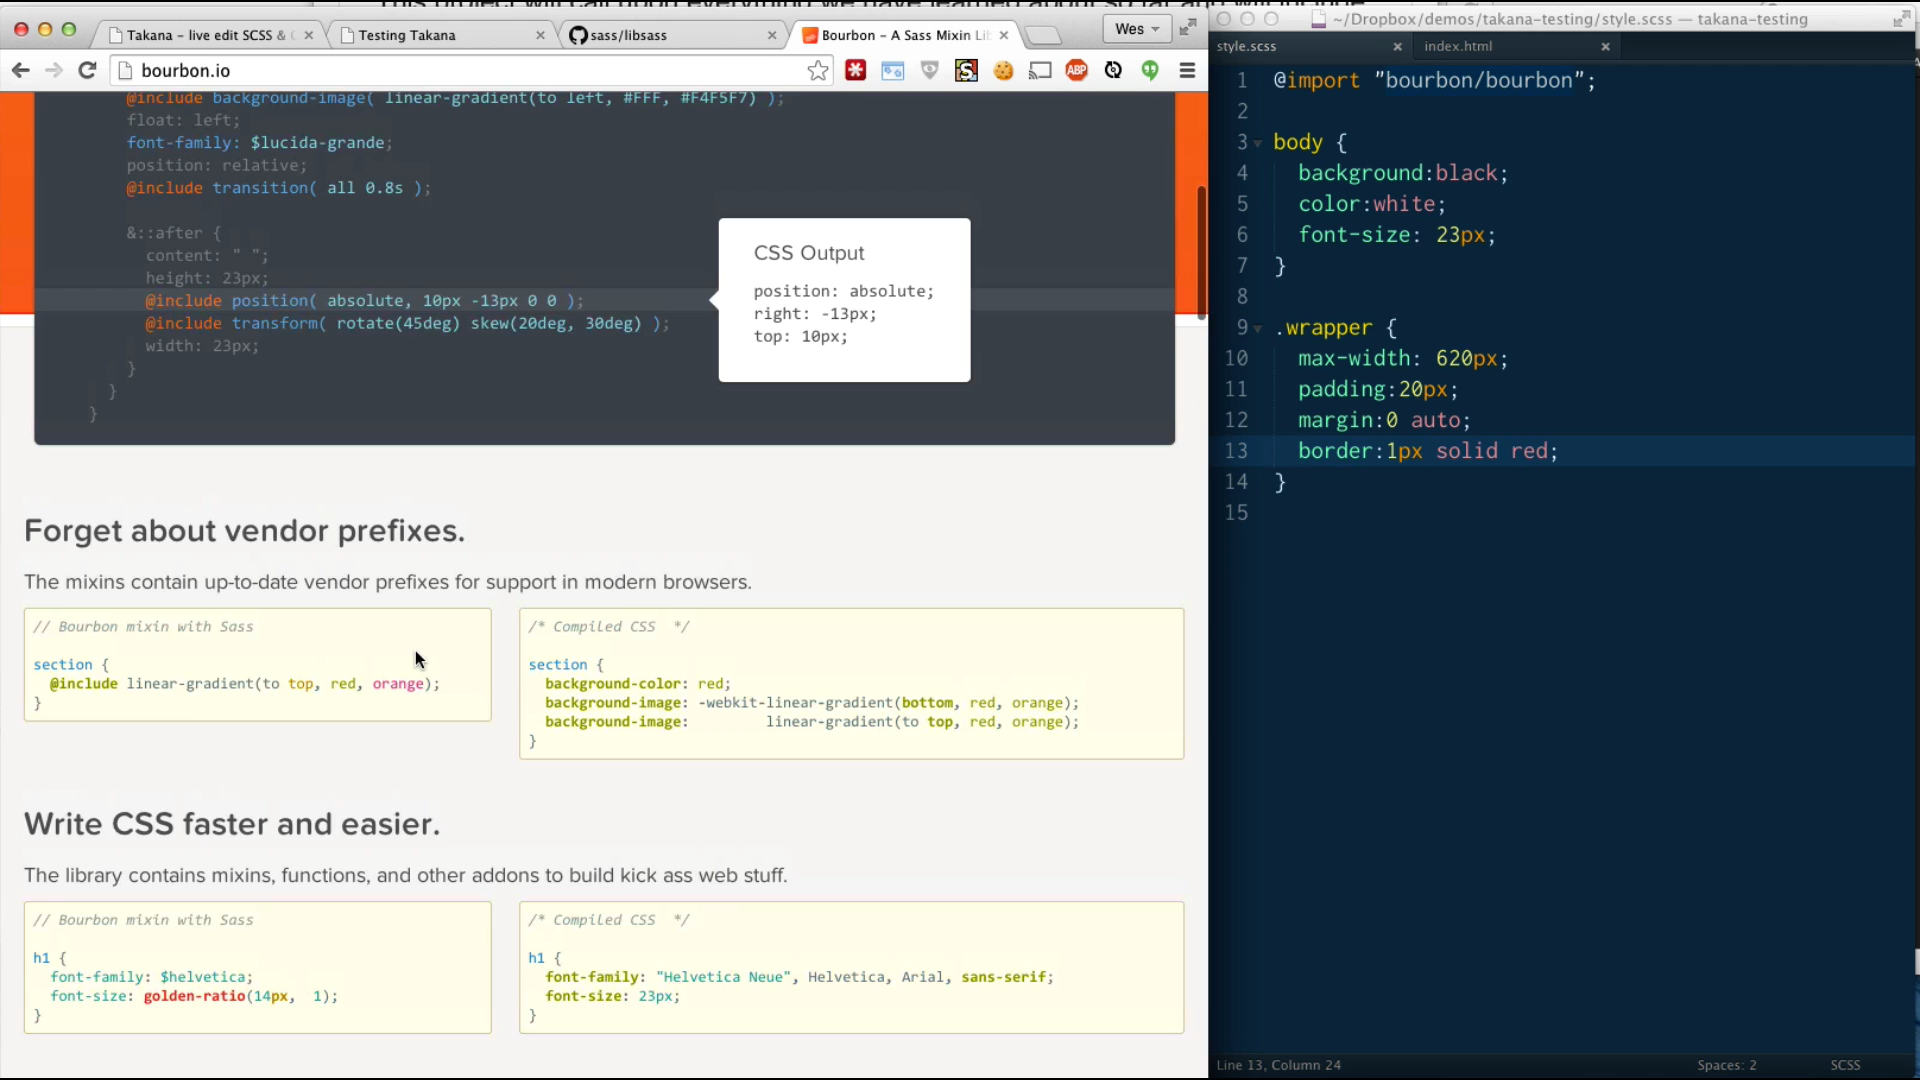 Takana - live edit SCSS &
Testing Takana
sass/libsass
Bourbon - A Sass Mixin Li
Wes
bourbon.io
ABP
@include background-image( linear-gradient(to left, #FFF, #F4F5F7) );
float: left;
font-family: $lucida-grande;
position: relative;
@include transition( all 0.8s );
&::after {
content: " ";
height: 23px;
@include position( absolute, 10px -13px 0 0 );
@include transform( rotate(45deg) skew(20deg, 30deg) );
width: 23px;
}
}
}
CSS Output
position: absolute;
right: -13px;
top: 10px;
Forget about vendor prefixes.
The mixins contain up-to-date vendor prefixes for support in modern browsers.
// Bourbon mixin with Sass
section {
@include linear-gradient(to top, red, orange);
}
/* Compiled CSS */
section {
background-color: red;
background-image: -webkit-linear-gradient(bottom, red, orange);
background-image: linear-gradient(to top, red, orange);
}
Write CSS faster and easier.
The library contains mixins, functions, and other addons to build kick ass web stuff.
// Bourbon mixin with Sass
h1 {
font-family: $helvetica;
font-size: golden-ratio(14px, 1);
}
/* Compiled CSS */
h1 {
font-family: "Helvetica Neue", Helvetica, Arial, sans-serif;
font-size: 23px;
}
~/Dropbox/demos/takana-testing/style.scss — takana-testing
style.scss
index.html
1 @import "bourbon/bourbon";
2
3 body {
4 background:black;
5 color:white;
6 font-size: 23px;
7 }
8
9 .wrapper {
10 max-width: 620px;
11 padding:20px;
12 margin:0 auto;
13 border:1px solid red;
14 }
15
Line 13, Column 24
Spaces: 2
SCSS